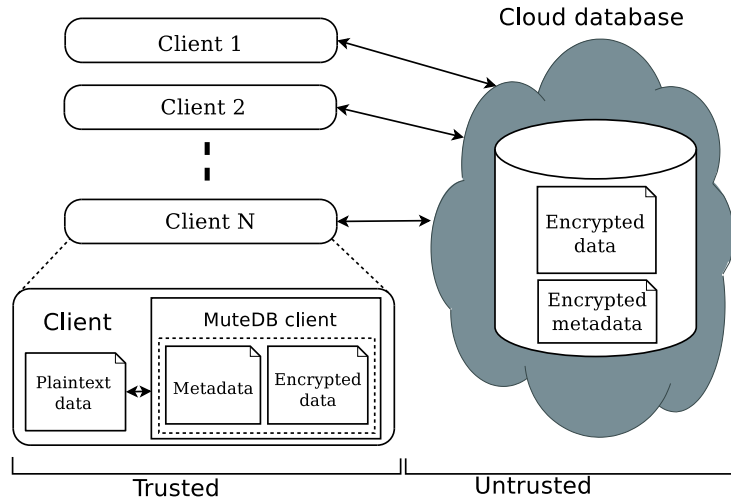 Cloud database
Client 1
Client 2
Client N
Encrypted
data
Encrypted
metadata
Client
MuteDB client
Plaintext
data
Metadata
Encrypted
data
Trusted
Untrusted